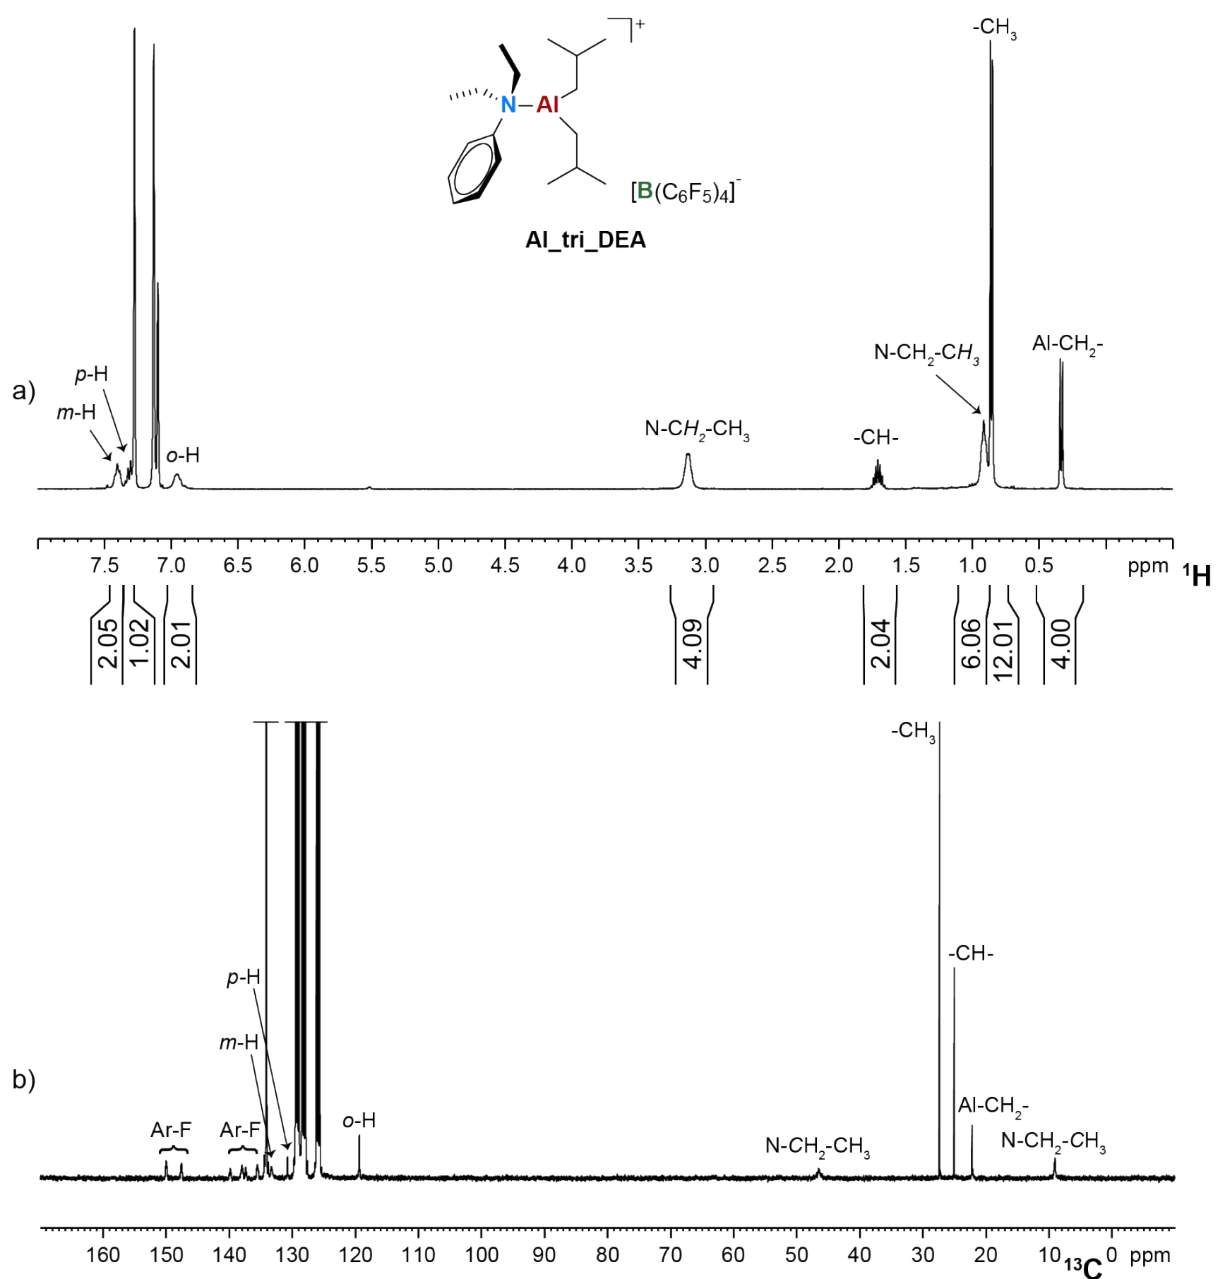 -CH3
+
N
Al
[B(C6F5)4]-
Al_tri_DEA
N-CH2-CH3
Al-CH2-
a)
p-H
m-H
o-H
N-CH2-CH3
-CH-
7.5 7.0 6.5 6.0 5.5 5.0 4.5 4.0 3.5 3.0 2.5 2.0 1.5 1.0 0.5 ppm 1H
2.05 1.02 2.01 4.09 2.04 6.06 12.01 4.00
-CH3
-CH-
p-H
m-H
b)
Ar-F Ar-F o-H N-CH2-CH3 Al-CH2- N-CH2-CH3
160 150 140 130 120 110 100 90 80 70 60 50 40 30 20 10 0 ppm
13C